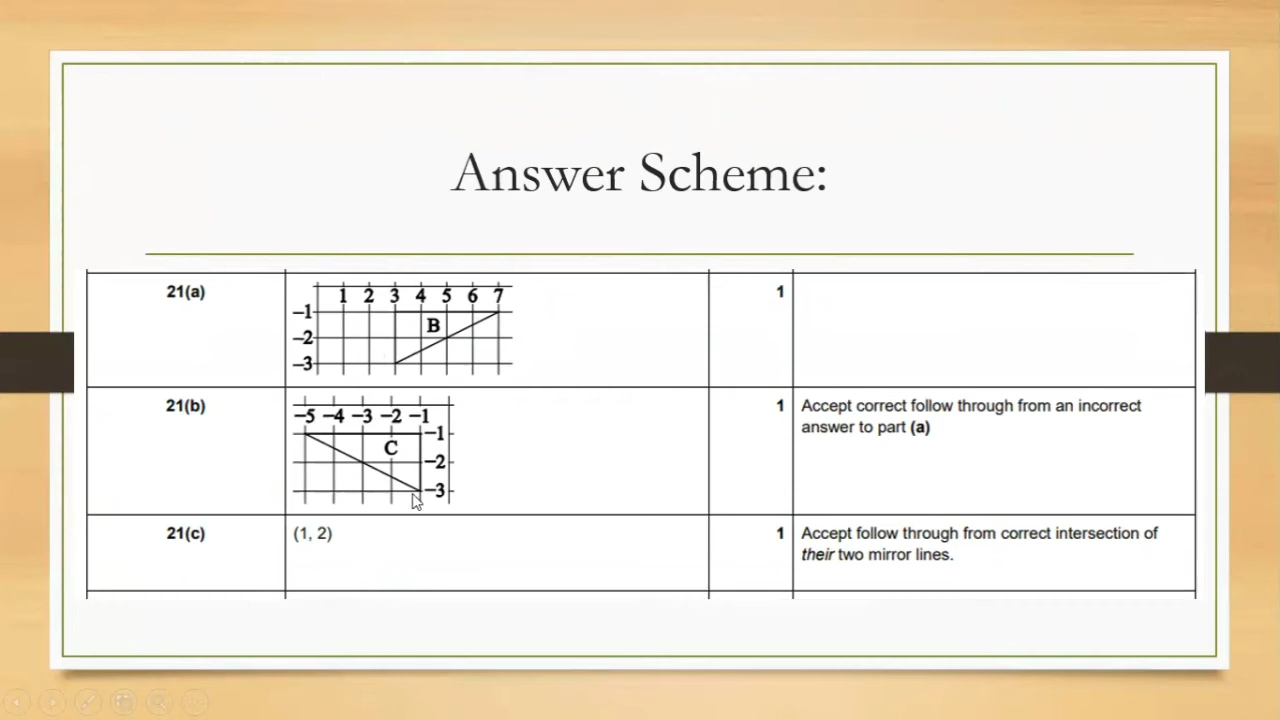 Answer Scheme:
21(a)
1 2 3 4 5 6 7
–1
B
–2
–3
1
21(b)
–5 –4 –3 –2 –1
–1
C
–2
–3
1
Accept correct follow through from an incorrect
answer to part (a)
21(c)
(1, 2)
1
Accept follow through from correct intersection of
their two mirror lines.